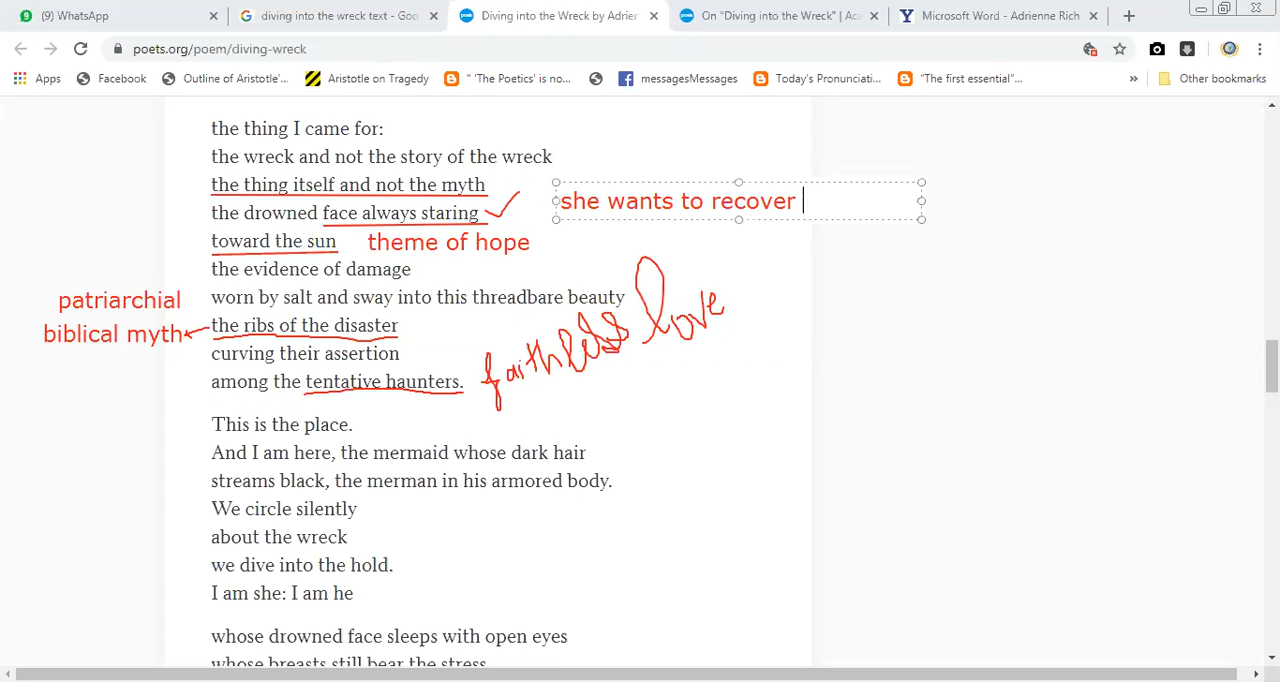 (9) WhatsApp
diving into the wreck text - Goo
Diving into the Wreck by Adrien
On "Diving into the Wreck" | Aca
Microsoft Word - Adrienne Rich
poets.org/poem/diving-wreck
Apps
Facebook
Outline of Aristotle'...
Aristotle on Tragedy
" 'The Poetics' is no...
messagesMessages
Today's Pronunciati...
"The first essential"...
»
Other bookmarks
the thing I came for:
the wreck and not the story of the wreck
the thing itself and not the myth
she wants to recover
the drowned face always staring
toward the sun
theme of hope
the evidence of damage
worn by salt and sway into this threadbare beauty
patriarchial
biblical myth
the ribs of the disaster
curving their assertion
among the tentative haunters.
faithless love
This is the place.
And I am here, the mermaid whose dark hair
streams black, the merman in his armored body.
We circle silently
about the wreck
we dive into the hold.
I am she: I am he
whose drowned face sleeps with open eyes
whose breasts still bear the stress